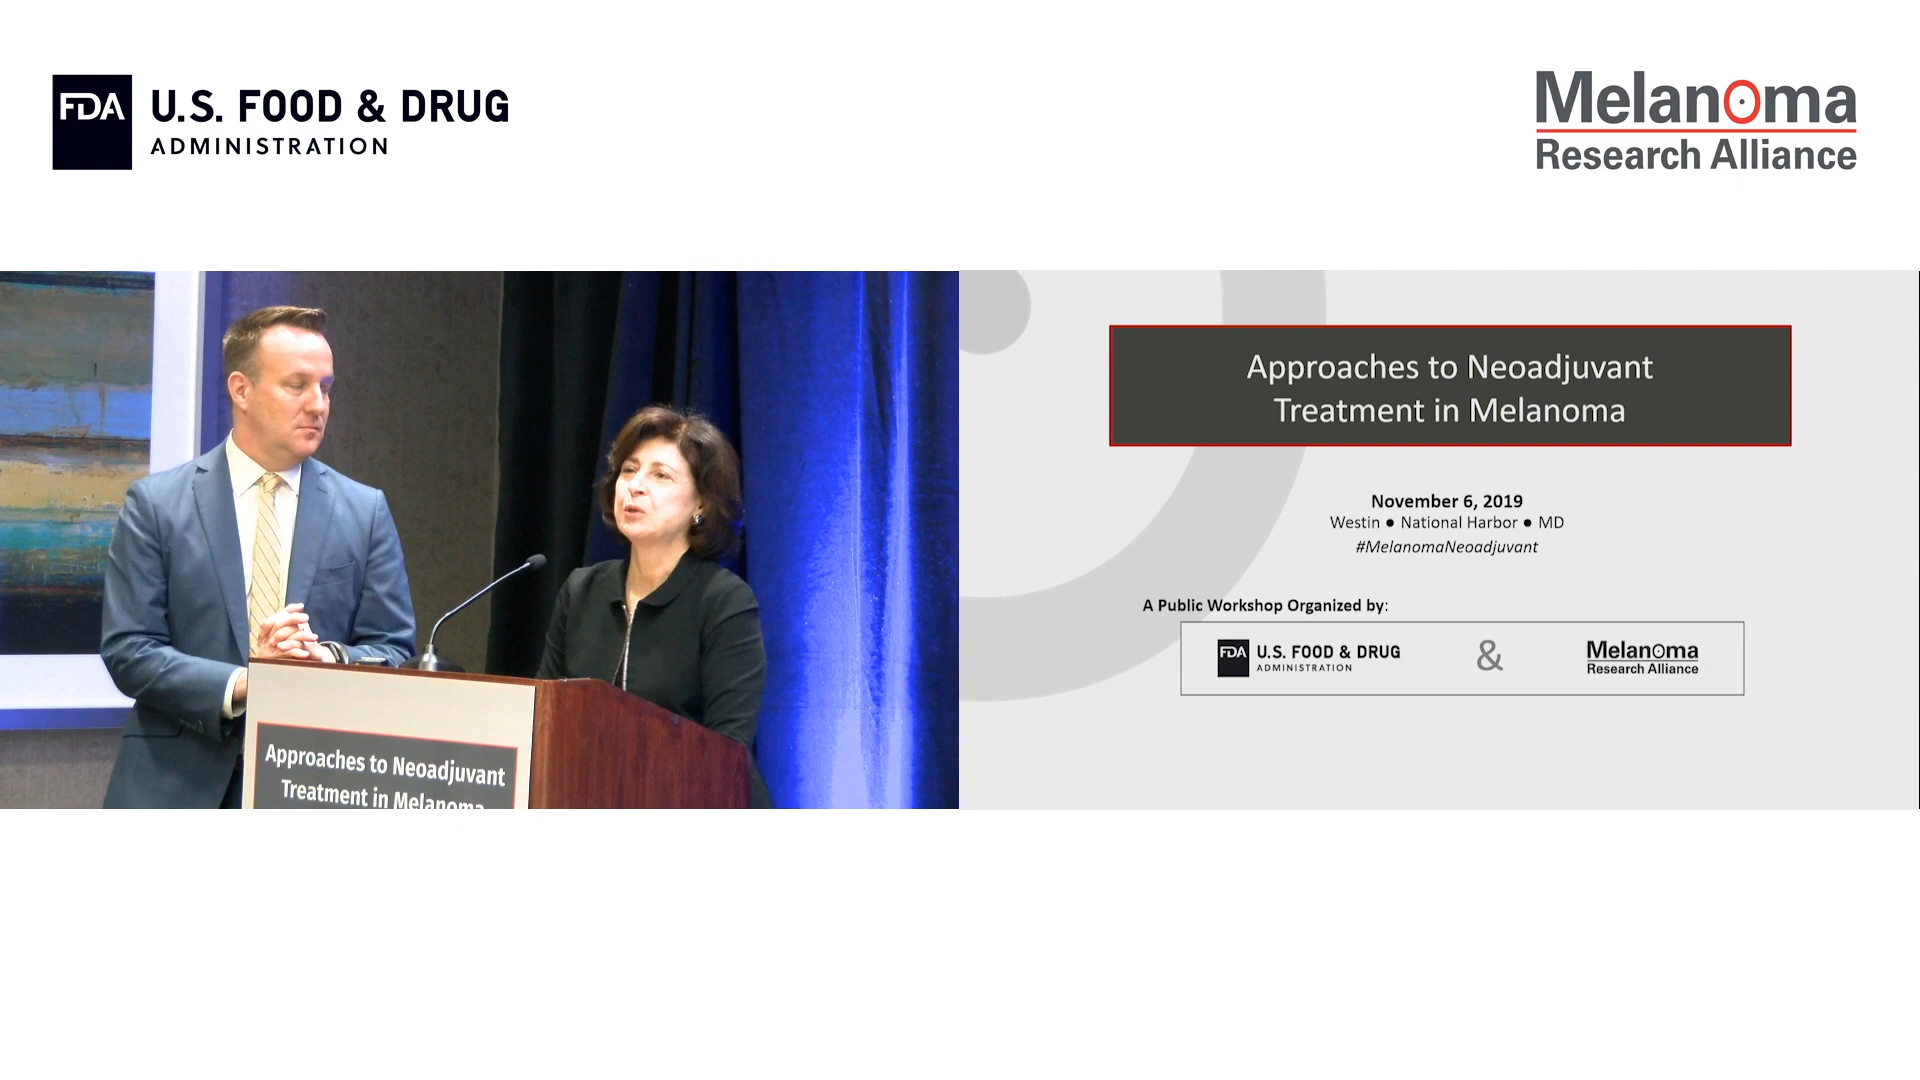 FDA U.S. FOOD & DRUG
ADMINISTRATION
Melanoma
Research Alliance
Approaches to Neoadjuvant
Treatment in Melanoma
Approaches to Neoadjuvant
Treatment in Melanoma
November 6, 2019
Westin ● National Harbor ● MD
#MelanomaNeoadjuvant
A Public Workshop Organized by:
FDA U.S. FOOD & DRUG
ADMINISTRATION
&
Melanoma
Research Alliance